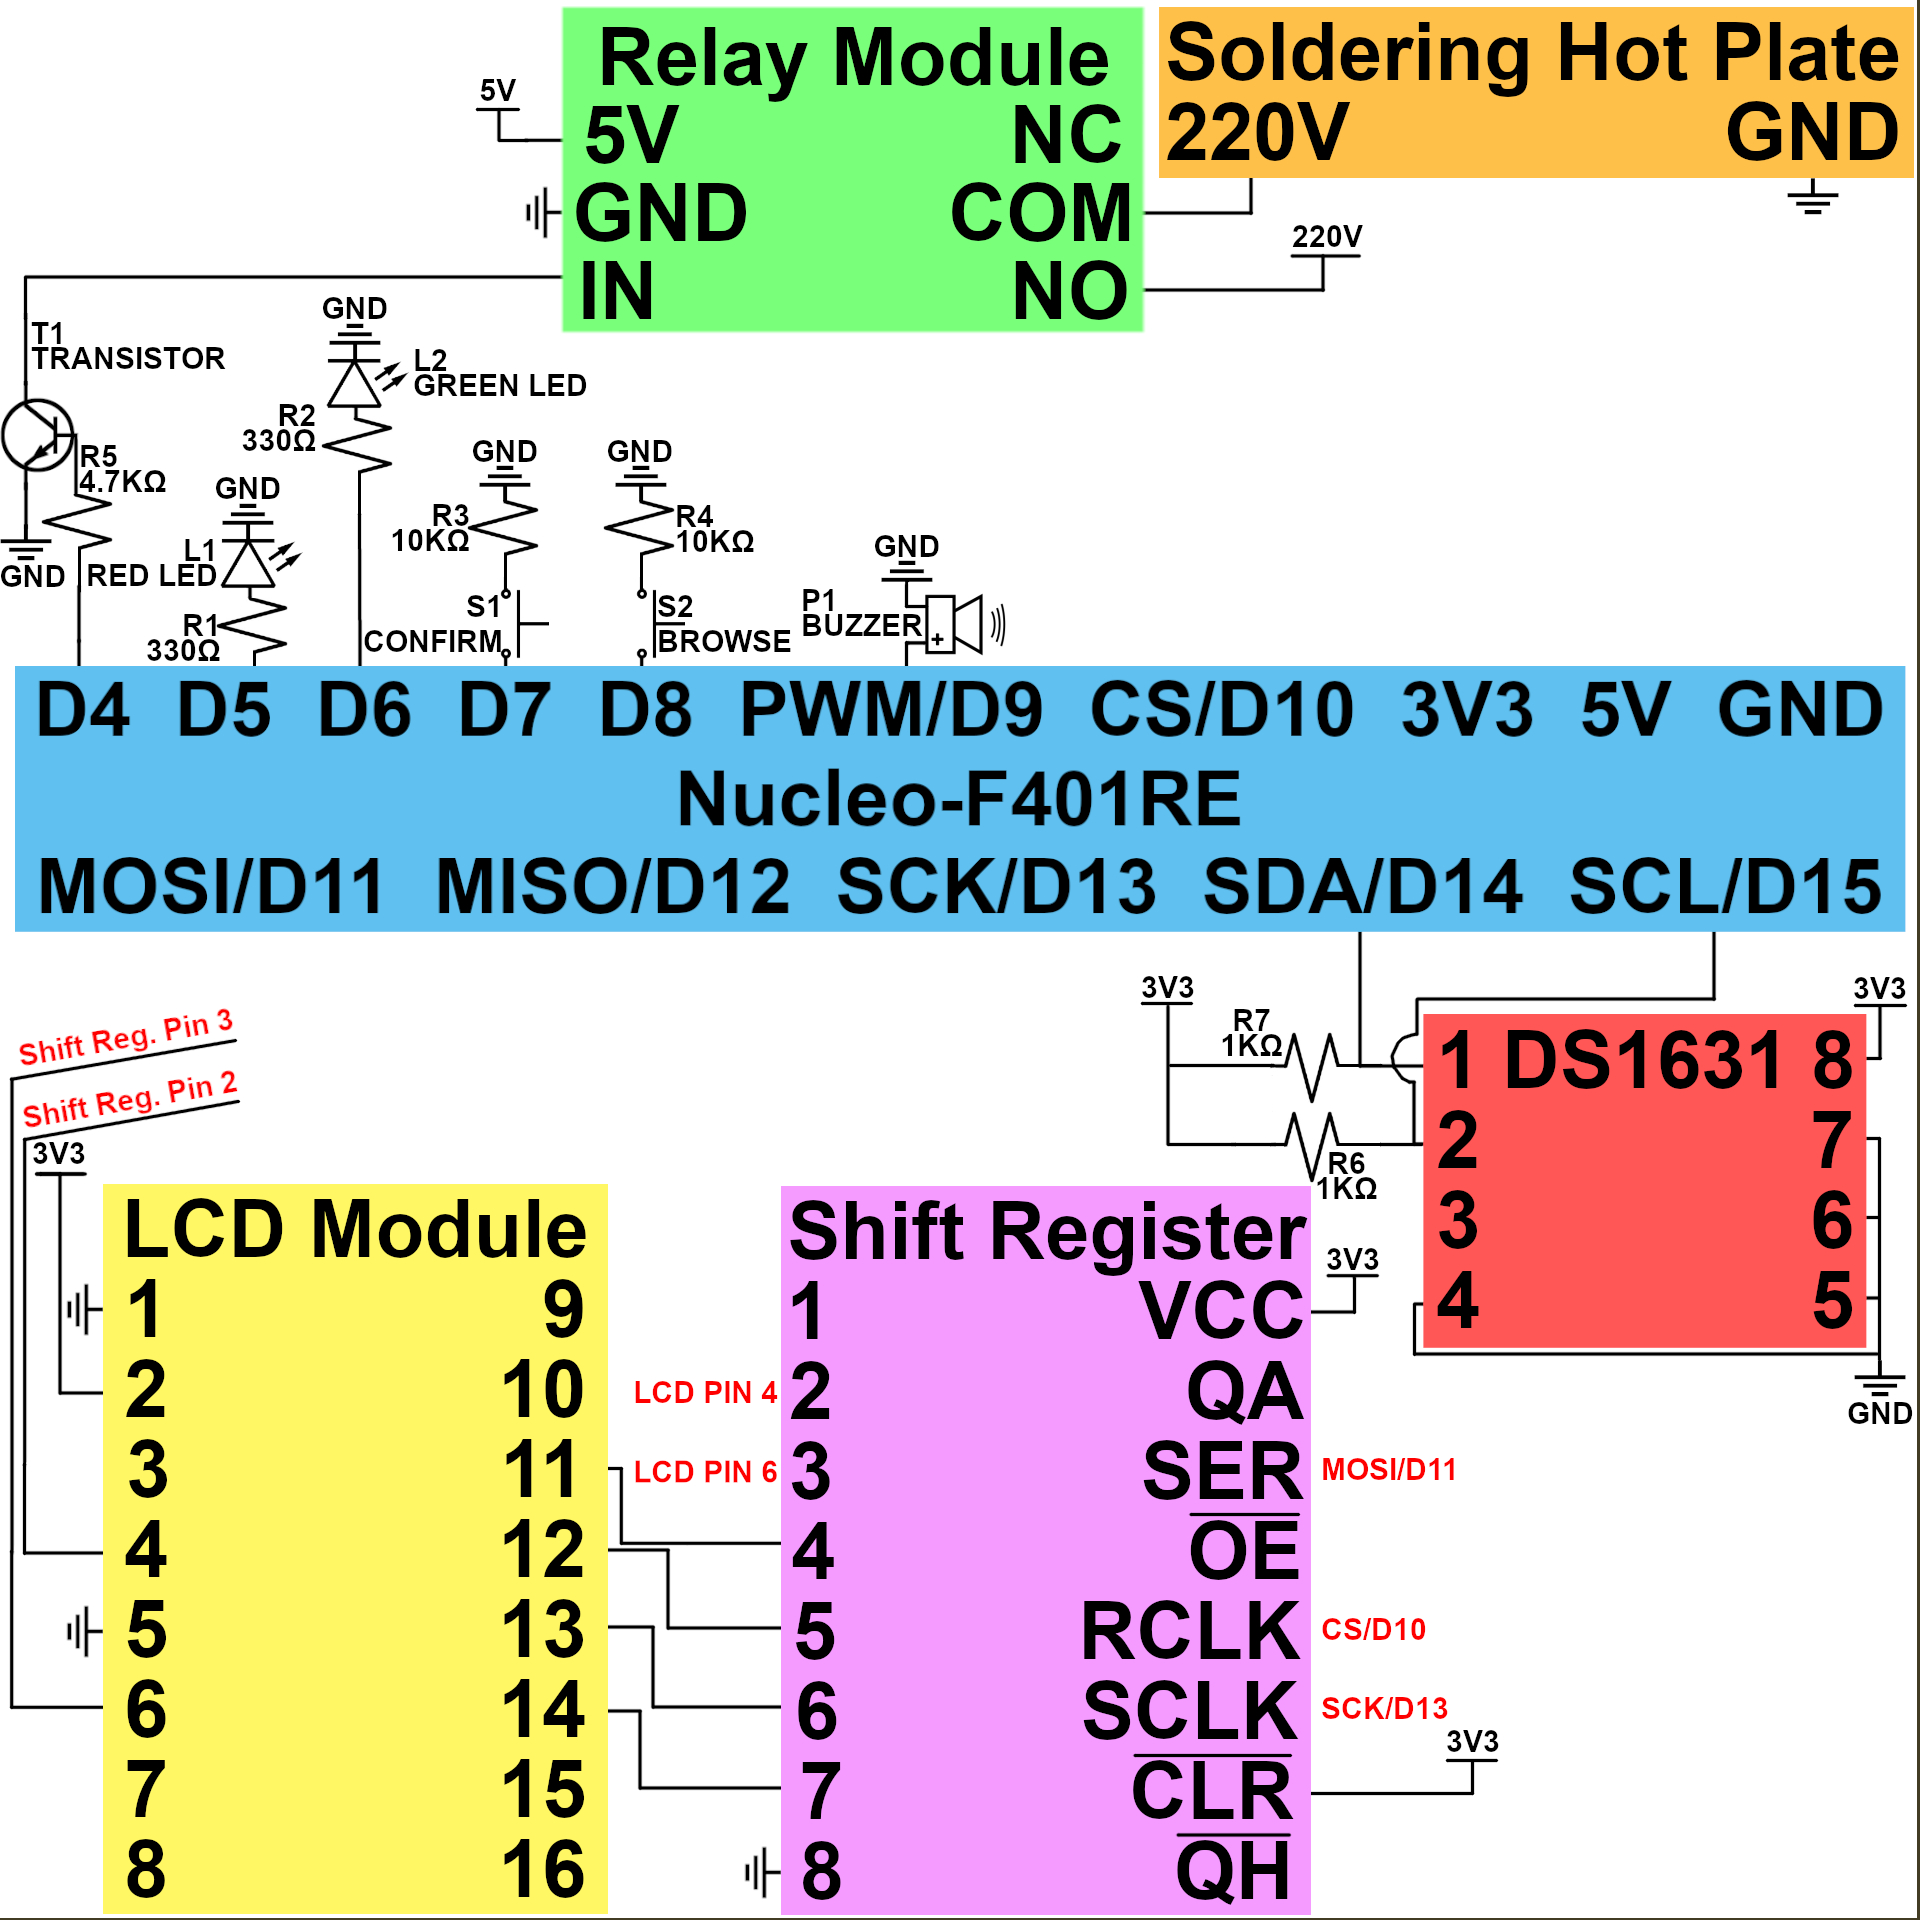 Relay Module
5V NC
GND COM
IN NO
Soldering Hot Plate
220V GND
5V
220V
T1
TRANSISTOR
GND
L2
GREEN LED
R2
330Ω
R5
4.7KΩ
GND
GND
L1
RED LED
R1
330Ω
GND
R3
10KΩ
S1
CONFIRM
GND
R4
10KΩ
S2
BROWSE
GND
P1
BUZZER
+
D4 D5 D6 D7 D8 PWM/D9 CS/D10 3V3 5V GND
Nucleo-F401RE
MOSI/D11 MISO/D12 SCK/D13 SDA/D14 SCL/D15
3V3
R7
1KΩ
R6
1KΩ
3V3
1 DS1631 8
2 7
3 6
4 5
GND
Shift Reg. Pin 3
Shift Reg. Pin 2
3V3
LCD Module
1 9
2 10
3 11
4 12
5 13
6 14
7 15
8 16
LCD PIN 4
LCD PIN 6
Shift Register
1 VCC
2 QA
3 SER
4 OE
5 RCLK
6 SCLK
7 CLR
8 QH
3V3
MOSI/D11
CS/D10
SCK/D13
3V3